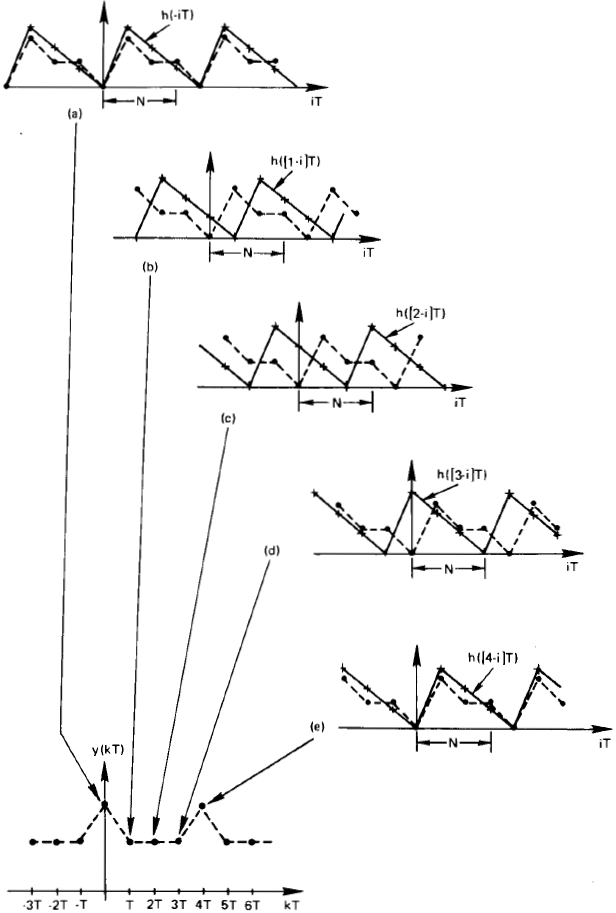 h(-iT)
N
iT
(a)
h([1-i]T)
N
iT
(b)
h([2-i]T)
N
iT
(c)
h([3-i]T)
N
iT
(d)
h([4-i]T)
N
iT
(e)
y(kT)
-3T -2T -T T 2T 3T 4T 5T 6T kT